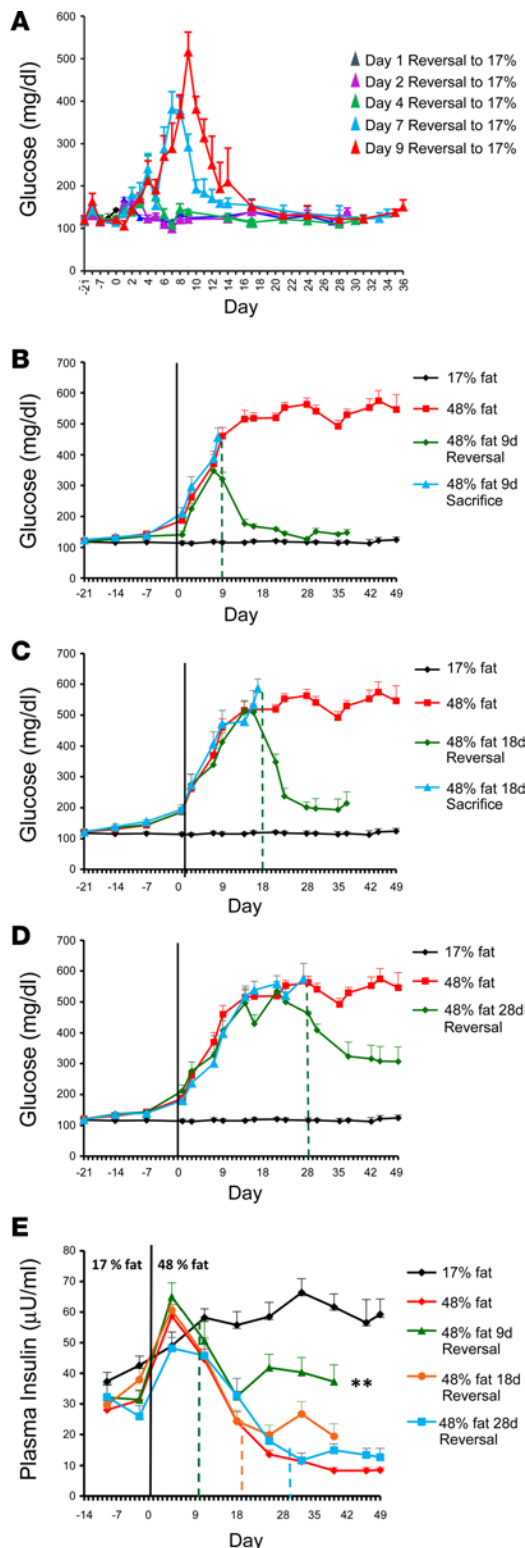 A
Glucose (mg/dl)
600
500
400
300
200
100
0
-21 -7 0 2 4 6 8 10 12 14 16 18 20 22 24 26 28 30 32 34 36
Day
Day 1 Reversal to 17%
Day 2 Reversal to 17%
Day 4 Reversal to 17%
Day 7 Reversal to 17%
Day 9 Reversal to 17%
B
Glucose (mg/dl)
700
600
500
400
300
200
100
0
-21 -14 -7 0 9 18 28 35 42 49
Day
17% fat
48% fat
48% fat 9d
Reversal
48% fat 9d
Sacrifice
C
Glucose (mg/dl)
700
600
500
400
300
200
100
0
-21 -14 -7 0 9 18 28 35 42 49
Day
17% fat
48% fat
48% fat 18d
Reversal
48% fat 18d
Sacrifice
D
Glucose (mg/dl)
700
600
500
400
300
200
100
0
-21 -14 -7 0 9 18 28 35 42 49
Day
17% fat
48% fat
48% fat 28d
Reversal
E
Plasma Insulin (μU/ml)
80
70
60
50
40
30
20
10
0
17 % fat 48 % fat
**
-14 -7 0 9 18 28 39 49
Day
17% fat
48% fat
48% fat 9d
Reversal
48% fat 18d
Reversal
48% fat 28d
Reversal